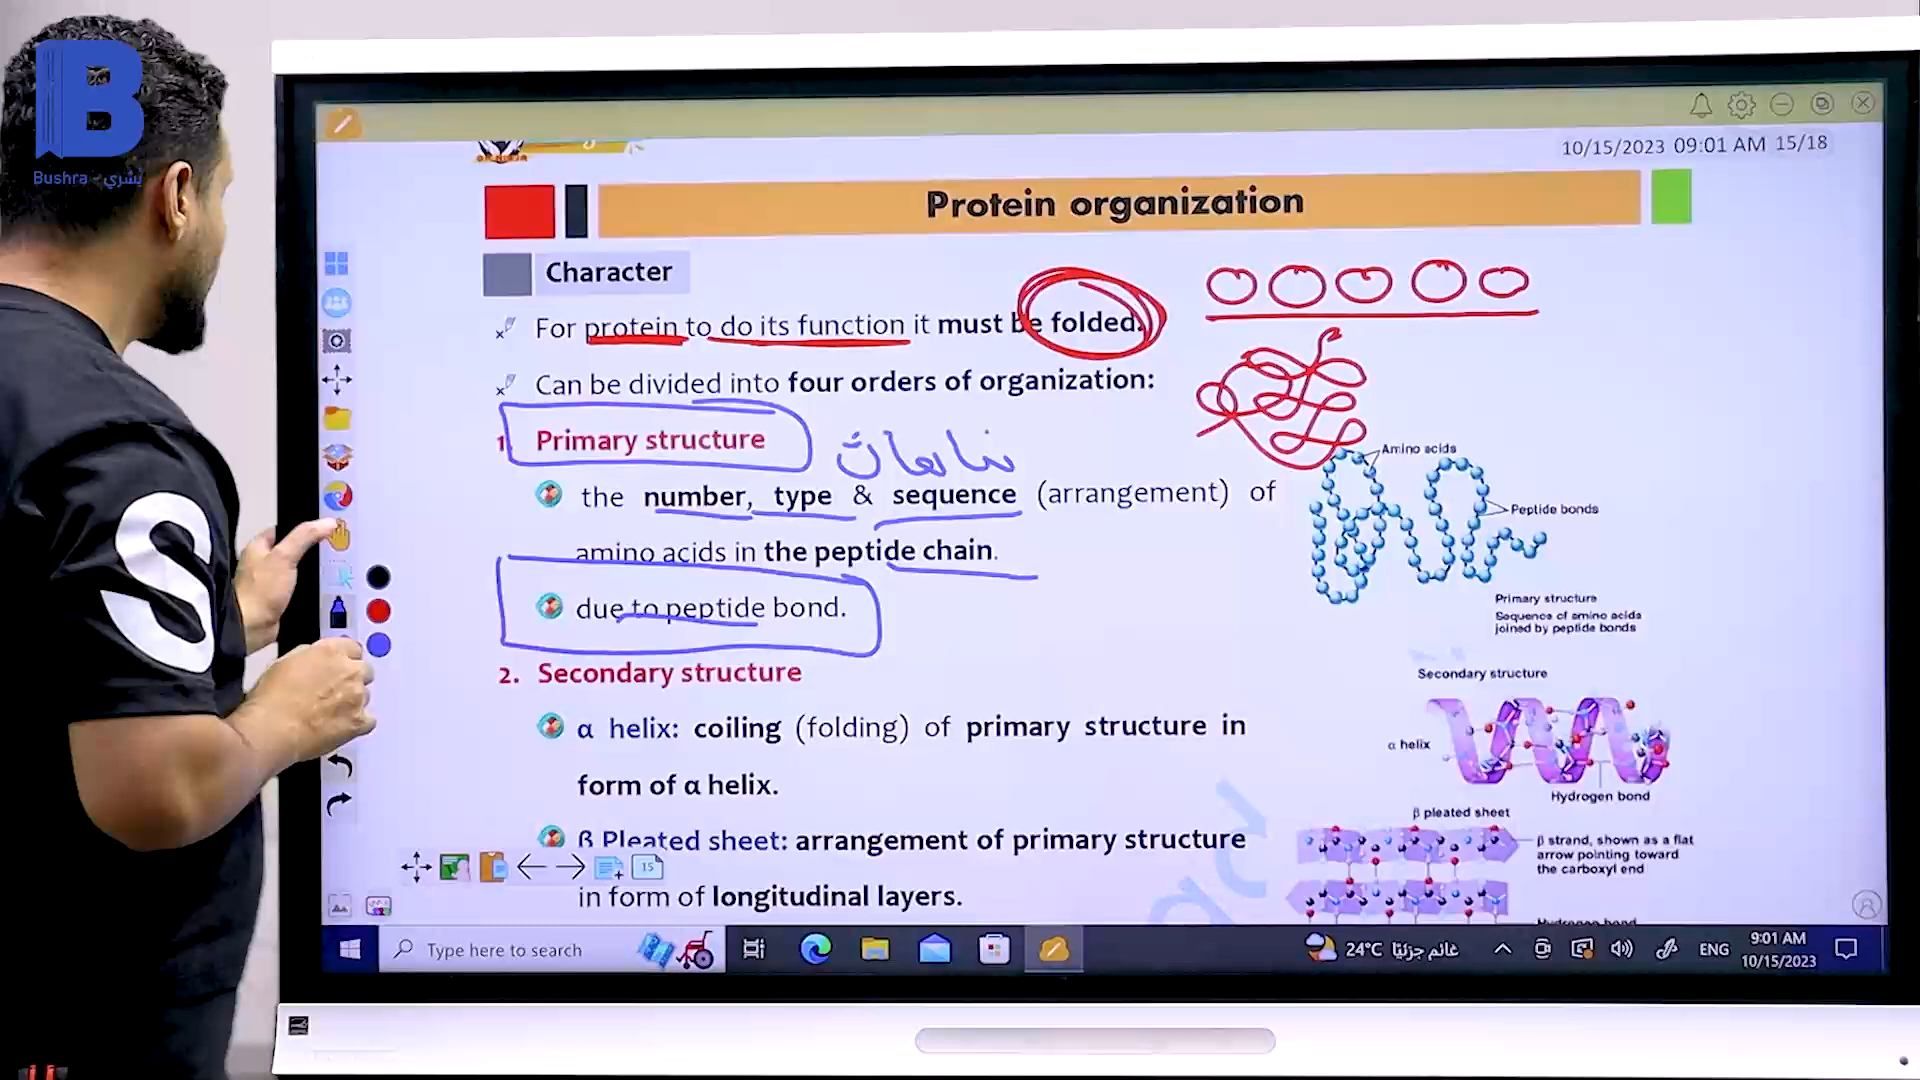 B
Bushra - بشرى
10/15/2023 09:01 AM 15/18
Protein organization
Character
For protein to do its function it must be folded.
Can be divided into four orders of organization:
1. Primary structure
تتابعات
the number, type & sequence (arrangement) of
amino acids in the peptide chain.
due to peptide bond.
2. Secondary structure
α helix: coiling (folding) of primary structure in
form of α helix.
β Pleated sheet: arrangement of primary structure
in form of longitudinal layers.
Amino acids
Peptide bonds
Primary structure
Sequence of amino acids
joined by peptide bonds
Secondary structure
α helix
Hydrogen bond
β pleated sheet
β strand, shown as a flat
arrow pointing toward
the carboxyl end
Hydrogen bond
S
15
Type here to search
24°C غائم جزئيًا
ENG
9:01 AM
10/15/2023